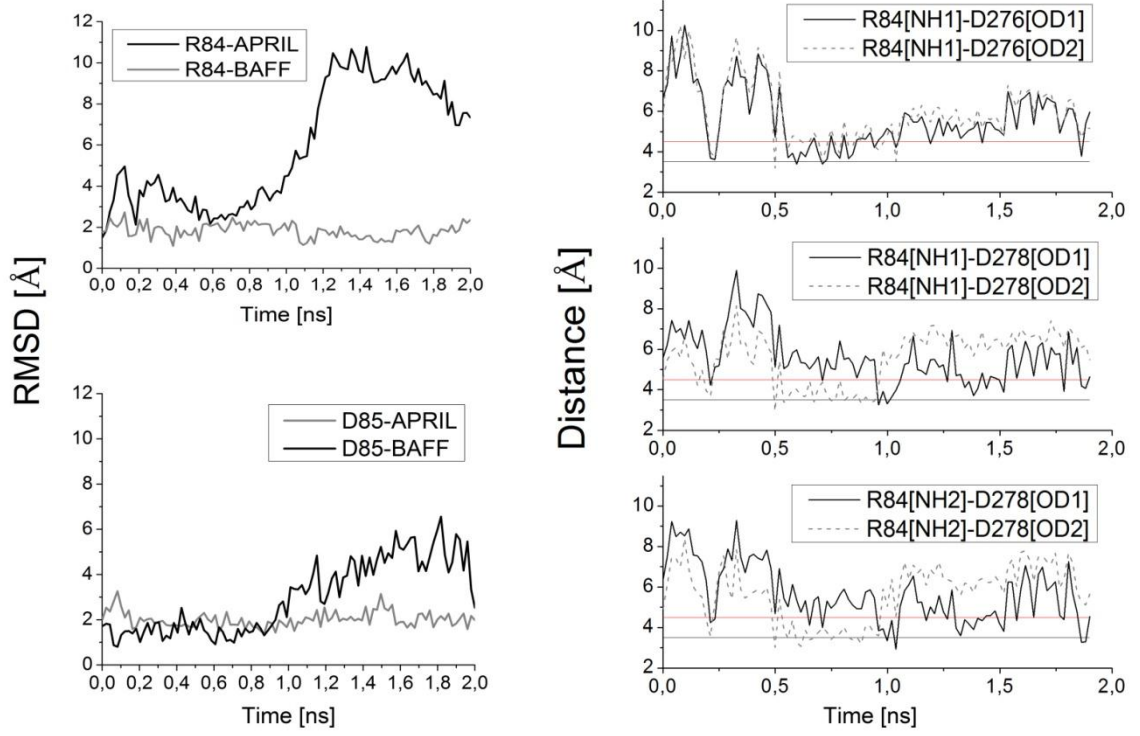 RMSD [Å]
12
10
8
6
4
2
0
R84-APRIL
R84-BAFF
0,0 0,2 0,4 0,6 0,8 1,0 1,2 1,4 1,6 1,8 2,0
Time [ns]
12
10
8
6
4
2
0
D85-APRIL
D85-BAFF
0,0 0,2 0,4 0,6 0,8 1,0 1,2 1,4 1,6 1,8 2,0
Time [ns]
Distance [Å]
10
8
6
4
2
R84[NH1]-D276[OD1]
R84[NH1]-D276[OD2]
0,0 0,5 1,0 1,5 2,0
10
8
6
4
2
R84[NH1]-D278[OD1]
R84[NH1]-D278[OD2]
0,0 0,5 1,0 1,5 2,0
10
8
6
4
2
R84[NH2]-D278[OD1]
R84[NH2]-D278[OD2]
0,0 0,5 1,0 1,5 2,0
Time [ns]